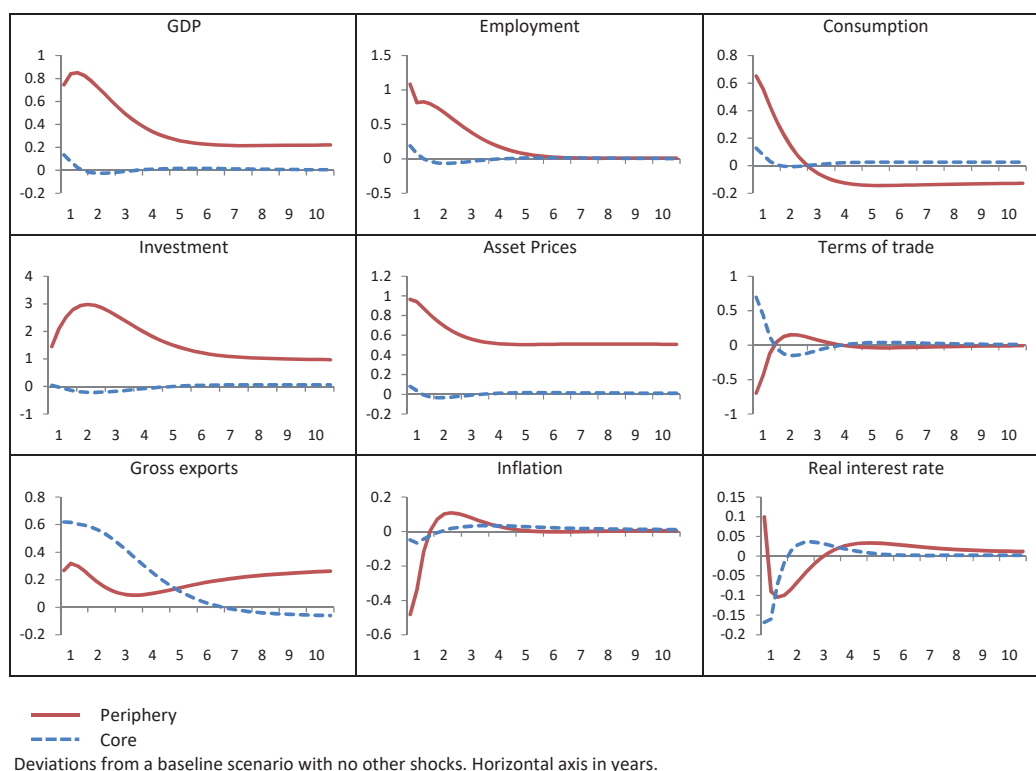 GDP
1
0.8
0.6
0.4
0.2
0
-0.2
1 2 3 4 5 6 7 8 9 10
Employment
1.5
1
0.5
0
-0.5
1 2 3 4 5 6 7 8 9 10
Consumption
0.8
0.6
0.4
0.2
0
-0.2
1 2 3 4 5 6 7 8 9 10
Investment
4
3
2
1
0
-1
1 2 3 4 5 6 7 8 9 10
Asset Prices
1.2
1
0.8
0.6
0.4
0.2
0
-0.2
1 2 3 4 5 6 7 8 9 10
Terms of trade
1
0.5
0
-0.5
-1
1 2 3 4 5 6 7 8 9 10
Gross exports
0.8
0.6
0.4
0.2
0
-0.2
1 2 3 4 5 6 7 8 9 10
Inflation
0.2
0
-0.2
-0.4
-0.6
1 2 3 4 5 6 7 8 9 10
Real interest rate
0.15
0.1
0.05
0
-0.05
-0.1
-0.15
-0.2
1 2 3 4 5 6 7 8 9 10
Periphery
Core
Deviations from a baseline scenario with no other shocks. Horizontal axis in years.